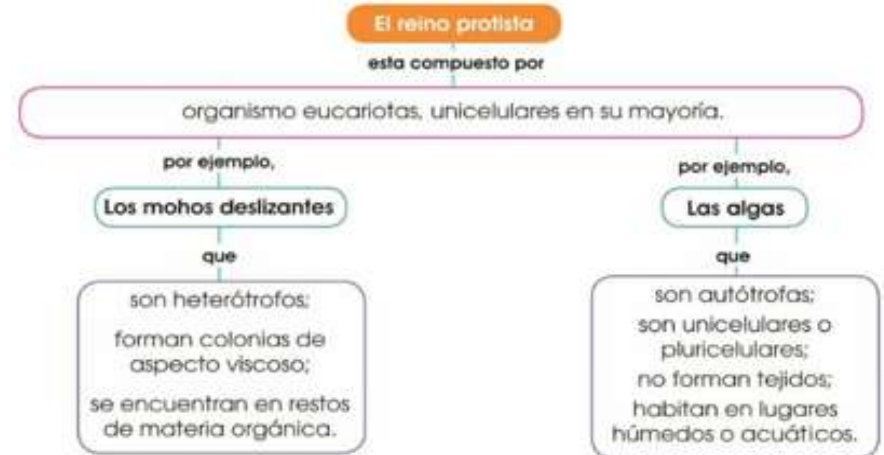 El reino protista
esta compuesto por
organismo eucariotas, unicelulares en su mayoría.
por ejemplo,
Los mohos deslizantes
que
son heterótrofos;
forman colonias de
aspecto viscoso;
se encuentran en restos
de materia orgánica.
por ejemplo,
Las algas
que
son autótrofas;
son unicelulares o
pluricelulares;
no forman tejidos;
habitan en lugares
húmedos o acuáticos.